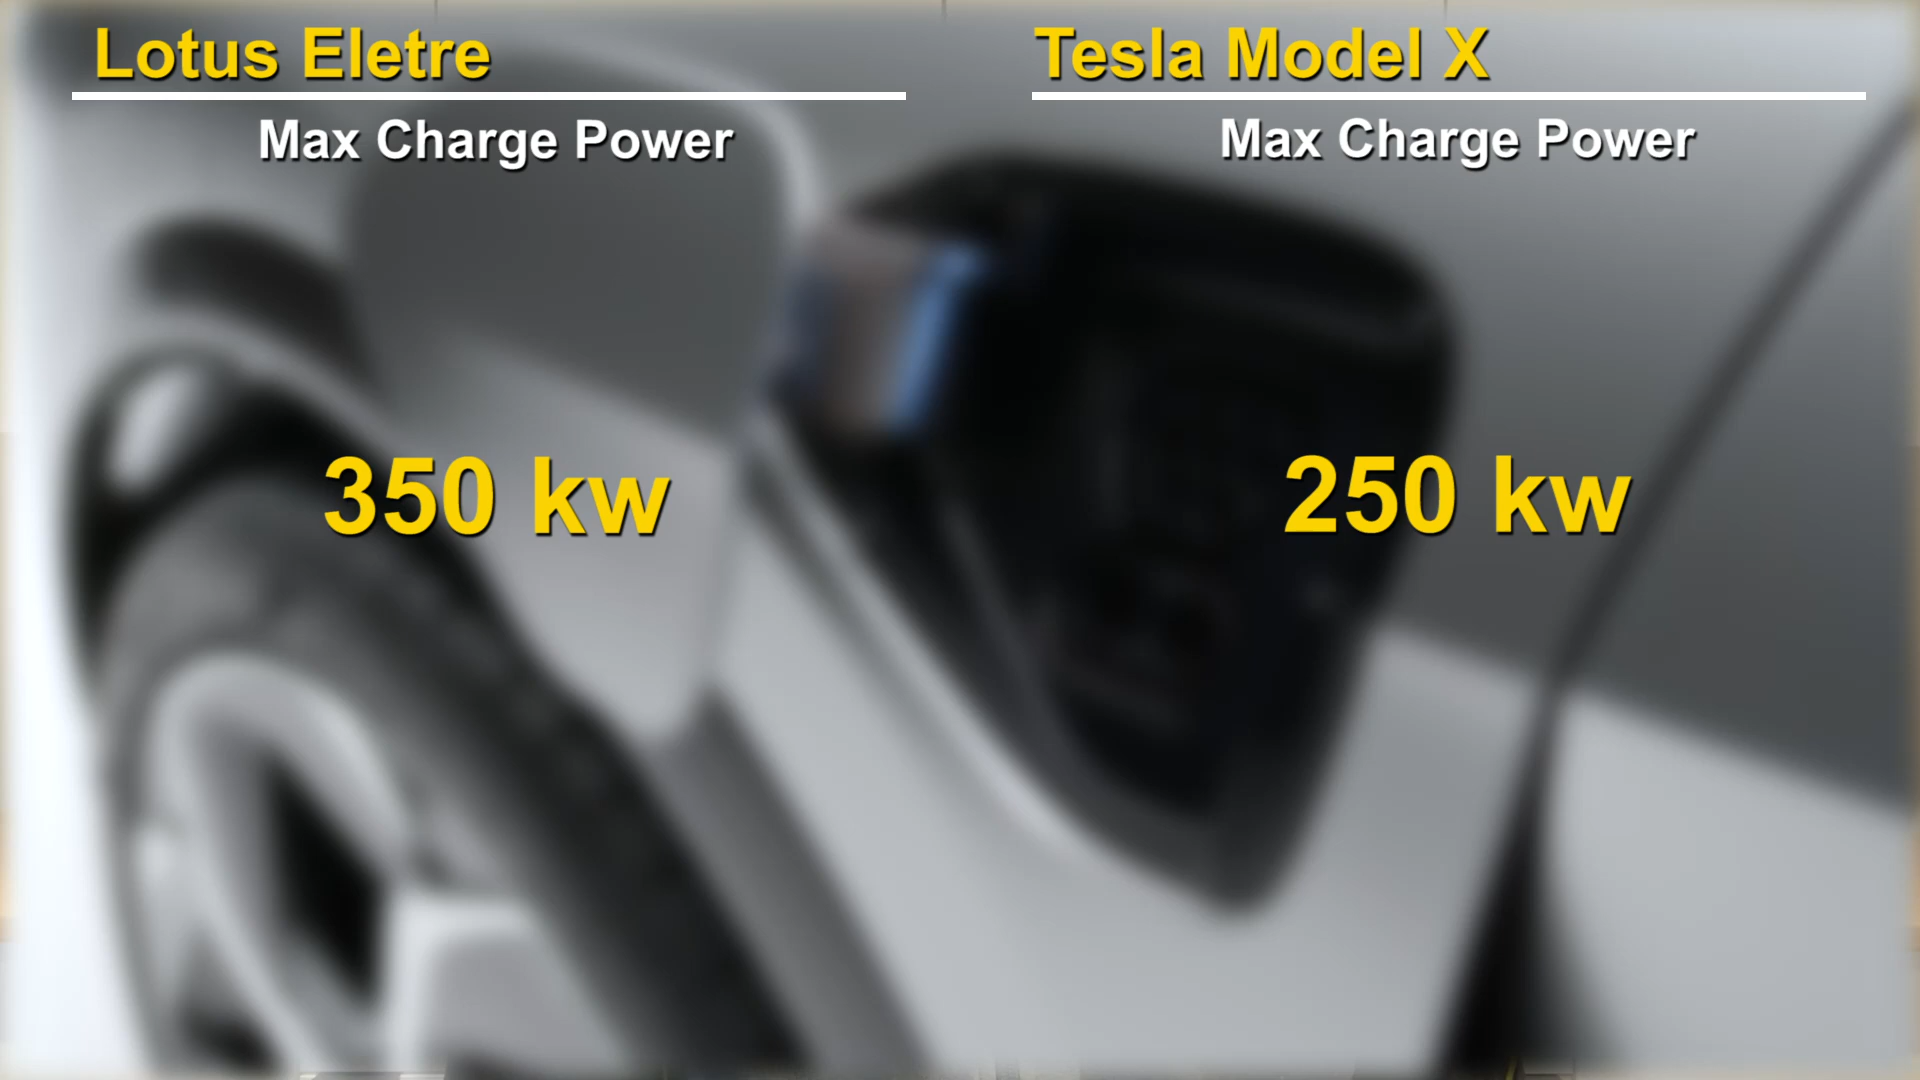 Lotus Eletre
Max Charge Power
350 kw
Tesla Model X
Max Charge Power
250 kw